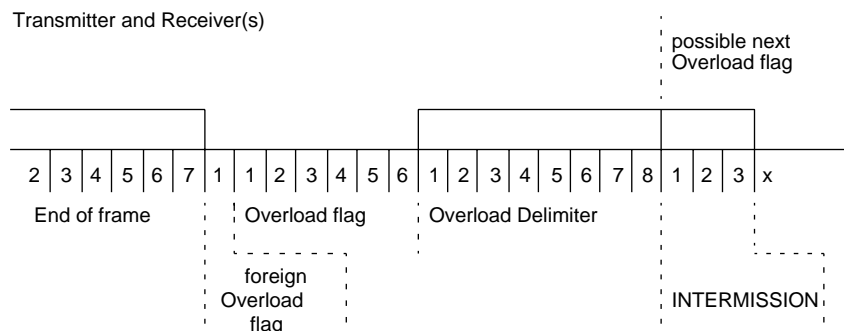 Transmitter and Receiver(s)
possible next
Overload flag
2 3 4 5 6 7 1 1 2 3 4 5 6 1 2 3 4 5 6 7 8 1 2 3 x
End of frame Overload flag Overload Delimiter
foreign
Overload
flag
INTERMISSION